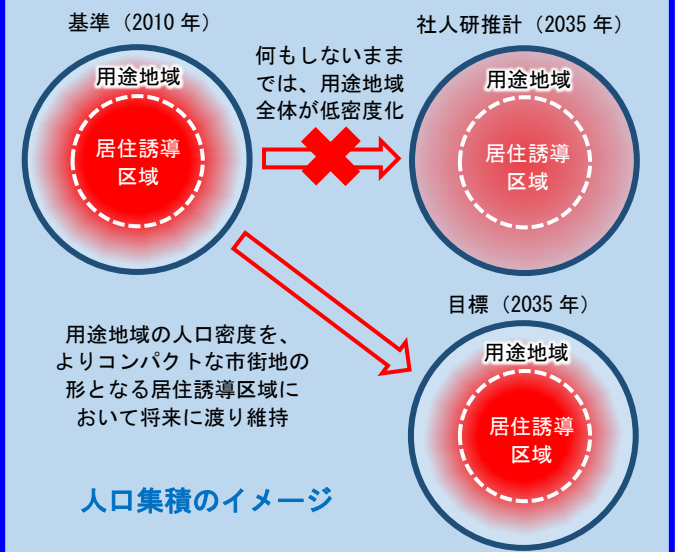 基準（2010 年）
用途地域
居住誘導
区域
何もしないまま
では、用途地域
全体が低密度化
社人研推計（2035 年）
用途地域
居住誘導
区域
用途地域の人口密度を、
よりコンパクトな市街地の
形となる居住誘導区域に
おいて将来に渡り維持
目標（2035 年）
用途地域
居住誘導
区域
人口集積のイメージ